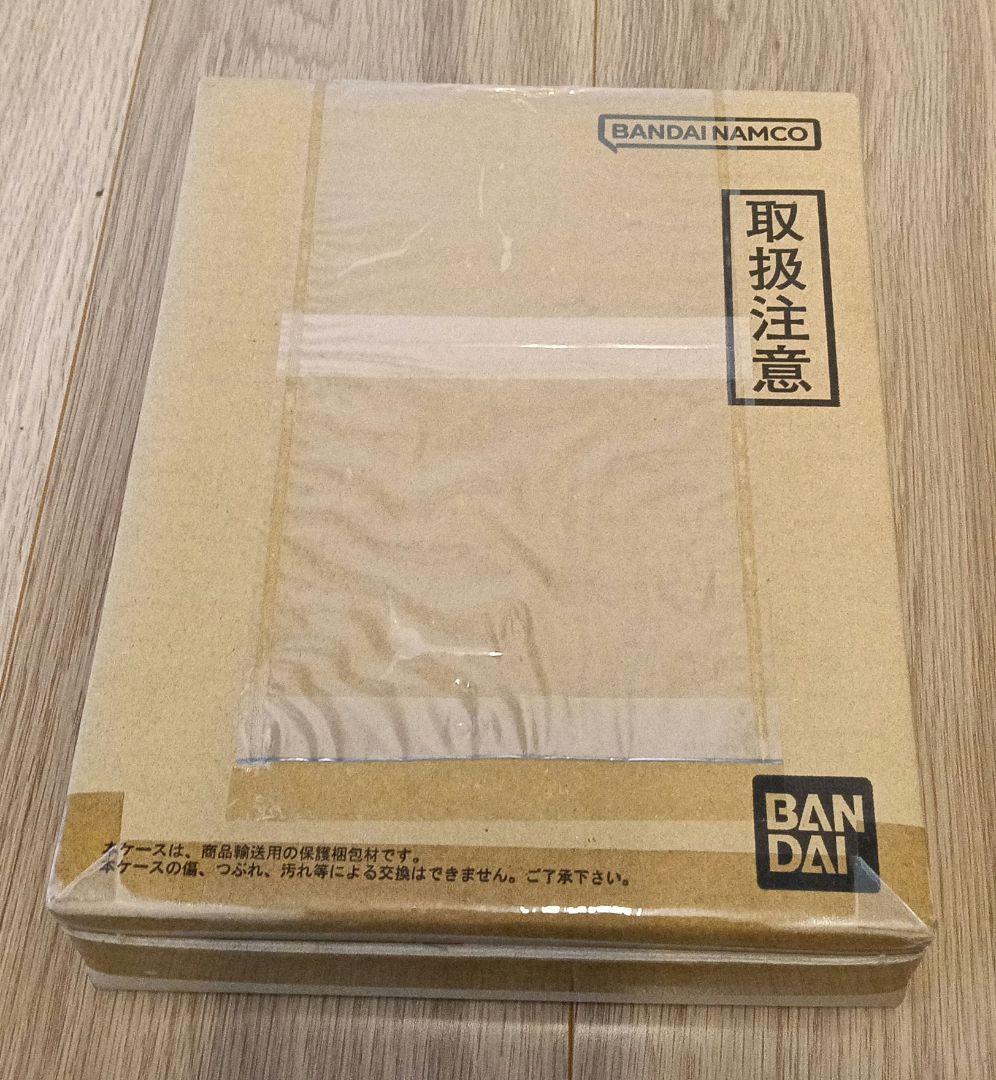 BANDAI NAMCO
取扱注意
BAN
DAI
本ケースは、商品輸送用の保護梱包材です。
本ケースの傷、つぶれ、汚れ等による交換はできません。ご了承下さい。